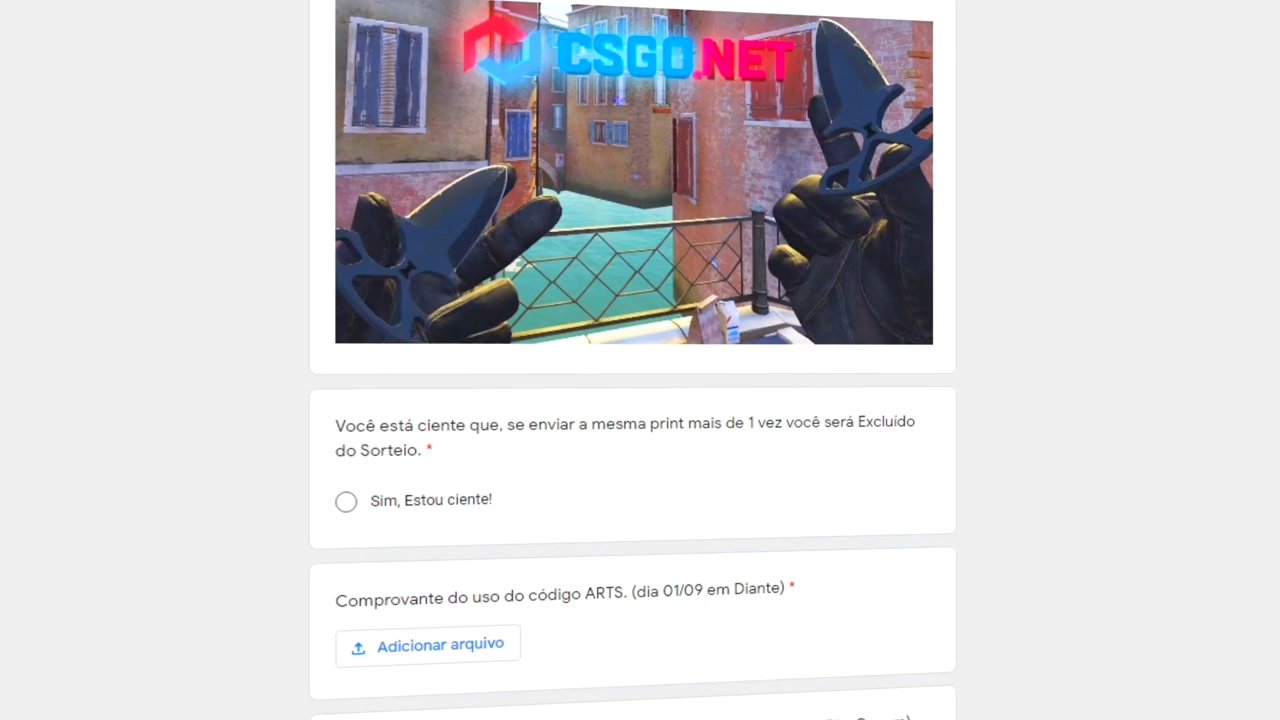 CSGO.NET
Você está ciente que, se enviar a mesma print mais de 1 vez você será Excluído
do Sorteio. *
Sim, Estou ciente!
Comprovante do uso do código ARTS. (dia 01/09 em Diante) *
Adicionar arquivo